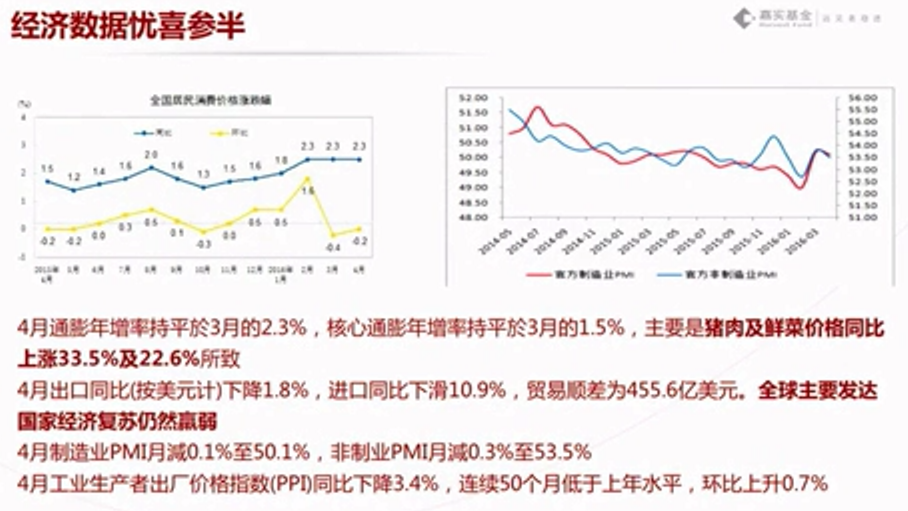 经济数据忧喜参半
嘉实基金
Harvest Fund
全国居民消费价格涨跌幅
(%)
同比 环比
4
3
2
1
0
-1
1.5 1.2 1.4 1.6 2.0 1.6 1.3 1.5 1.6 1.8 2.3 2.3 2.3
-0.2 -0.2 0.0 0.3 0.5 0.1 -0.3 0.0 0.5 0.5 1.6 -0.4 -0.2
2015年4月 5月 6月 7月 8月 9月 10月 11月 12月 2016年1月 2月 3月 4月
52.00
51.50
51.00
50.50
50.00
49.50
49.00
48.50
48.00
56.00
55.50
55.00
54.50
54.00
53.50
53.00
52.50
52.00
51.50
51.00
2014-05 2014-07 2014-09 2014-11 2015-01 2015-03 2015-05 2015-07 2015-09 2015-11 2016-01 2016-03
官方制造业PMI 官方非制造业PMI
4月通膨年增率持平於3月的2.3%，核心通膨年增率持平於3月的1.5%，主要是猪肉及鲜菜价格同比
上涨33.5%及22.6%所致
4月出口同比(按美元计)下降1.8%，进口同比下滑10.9%，贸易顺差为455.6亿美元。全球主要发达
国家经济复苏仍然羸弱
4月制造业PMI月减0.1%至50.1%，非制业PMI月减0.3%至53.5%
4月工业生产者出厂价格指数(PPI)同比下降3.4%，连续50个月低于上年水平，环比上升0.7%